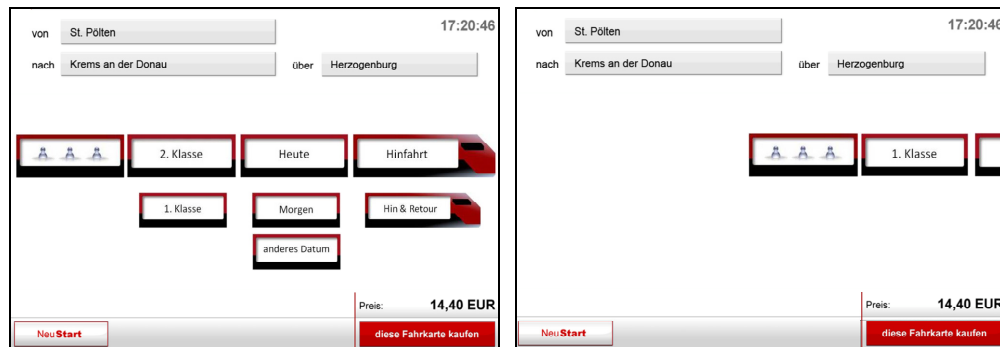 von St. Pölten 17:20:46
nach Krems an der Donau über Herzogenburg
2. Klasse Heute Hinfahrt
1. Klasse Morgen Hin & Retour
anderes Datum
Preis: 14,40 EUR
NeuStart diese Fahrkarte kaufen
von St. Pölten 17:20:46
nach Krems an der Donau über Herzogenburg
1. Klasse
Preis: 14,40 EUR
NeuStart diese Fahrkarte kaufen